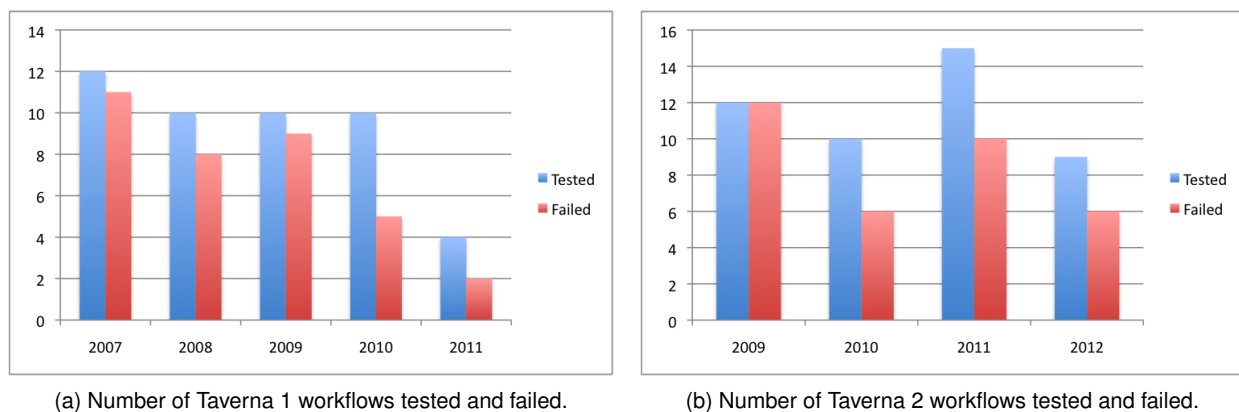 14
12
10
8
6
4
2
0
2007 2008 2009 2010 2011
Tested
Failed
(a) Number of Taverna 1 workflows tested and failed.
16
14
12
10
8
6
4
2
0
2009 2010 2011 2012
Tested
Failed
(b) Number of Taverna 2 workflows tested and failed.